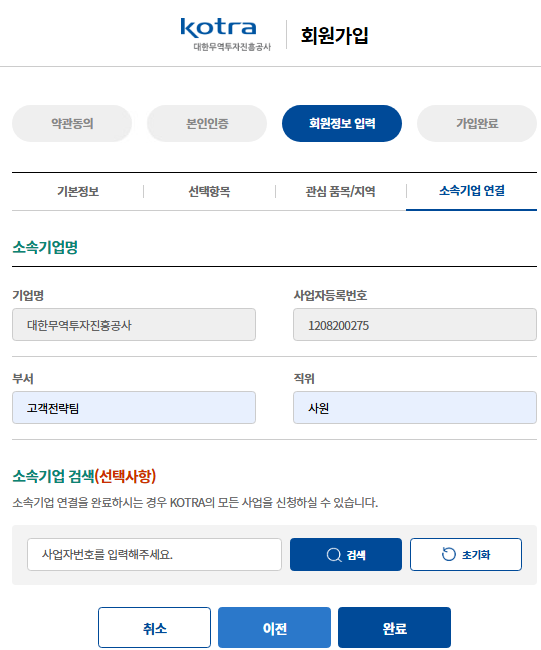 kotra
대한무역투자진흥공사
회원가입
약관동의 본인인증 회원정보 입력 가입완료
기본정보 선택항목 관심 품목/지역 소속기업 연결
소속기업명
기업명 사업자등록번호
대한무역투자진흥공사 1208200275
부서 직위
고객전략팀 사원
소속기업 검색(선택사항)
소속기업 연결을 완료하시는 경우 KOTRA의 모든 사업을 신청하실 수 있습니다.
사업자번호를 입력해주세요. 검색 초기화
취소 이전 완료